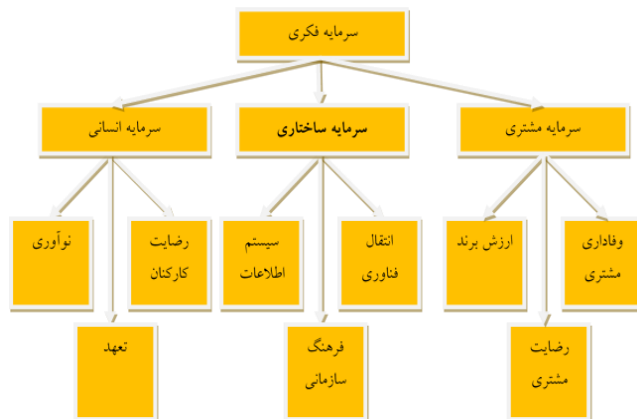 سرمایه فکری
سرمایه مشتری
سرمایه ساختاری
سرمایه انسانی
وفاداری
مشتری
ارزش برند
انتقال
فناوری
سیستم
اطلاعات
رضایت
کارکنان
نوآوری
رضایت
مشتری
فرهنگ
سازمانی
تعهد